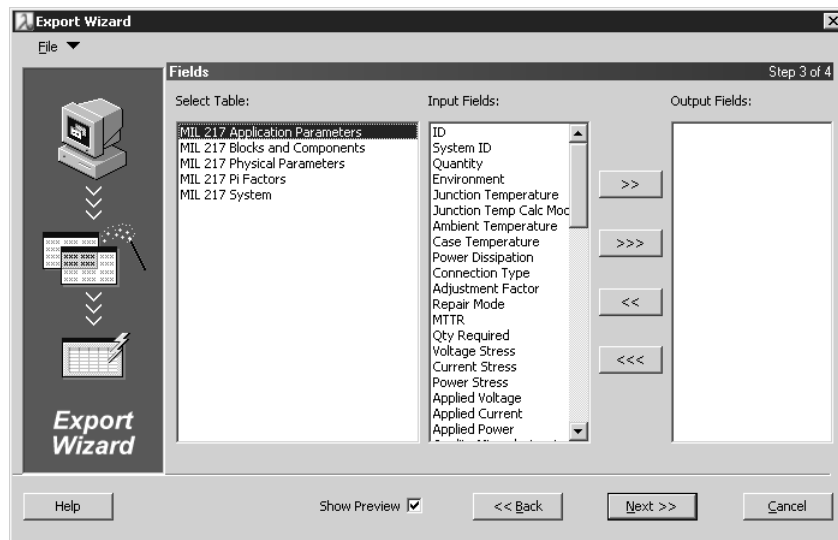 Export Wizard
File
Fields
Step 3 of 4
Select Table:
MIL 217 Application Parameters
MIL 217 Blocks and Components
MIL 217 Physical Parameters
MIL 217 Pi Factors
MIL 217 System
Input Fields:
ID
System ID
Quantity
Environment
Junction Temperature
Junction Temp Calc Moc
Ambient Temperature
Case Temperature
Power Dissipation
Connection Type
Adjustment Factor
Repair Mode
MTTR
Qty Required
Voltage Stress
Current Stress
Power Stress
Applied Voltage
Applied Current
Applied Power
>>
>>>
<<
<<<
Output Fields:
Export
Wizard
Help
Show Preview
<< Back
Next >>
Cancel